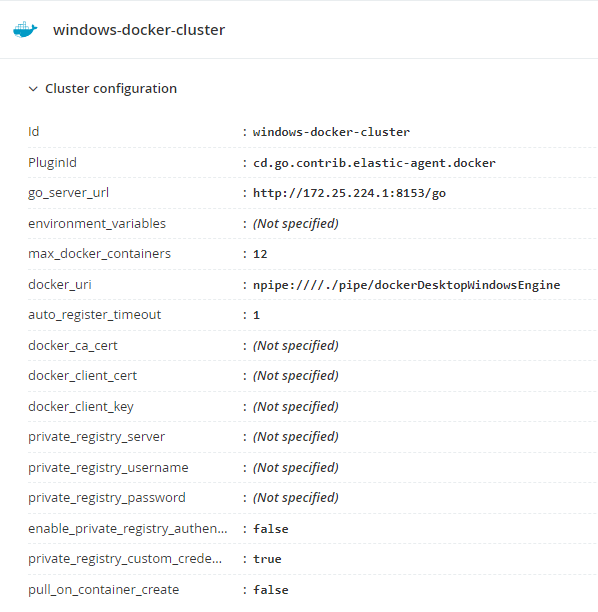 windows-docker-cluster
Cluster configuration
Id : windows-docker-cluster
PluginId : cd.go.contrib.elastic-agent.docker
go_server_url : http://172.25.224.1:8153/go
environment_variables : (Not specified)
max_docker_containers : 12
docker_uri : npipe:////./pipe/dockerDesktopWindowsEngine
auto_register_timeout : 1
docker_ca_cert : (Not specified)
docker_client_cert : (Not specified)
docker_client_key : (Not specified)
private_registry_server : (Not specified)
private_registry_username : (Not specified)
private_registry_password : (Not specified)
enable_private_registry_authen... : false
private_registry_custom_crede... : true
pull_on_container_create : false